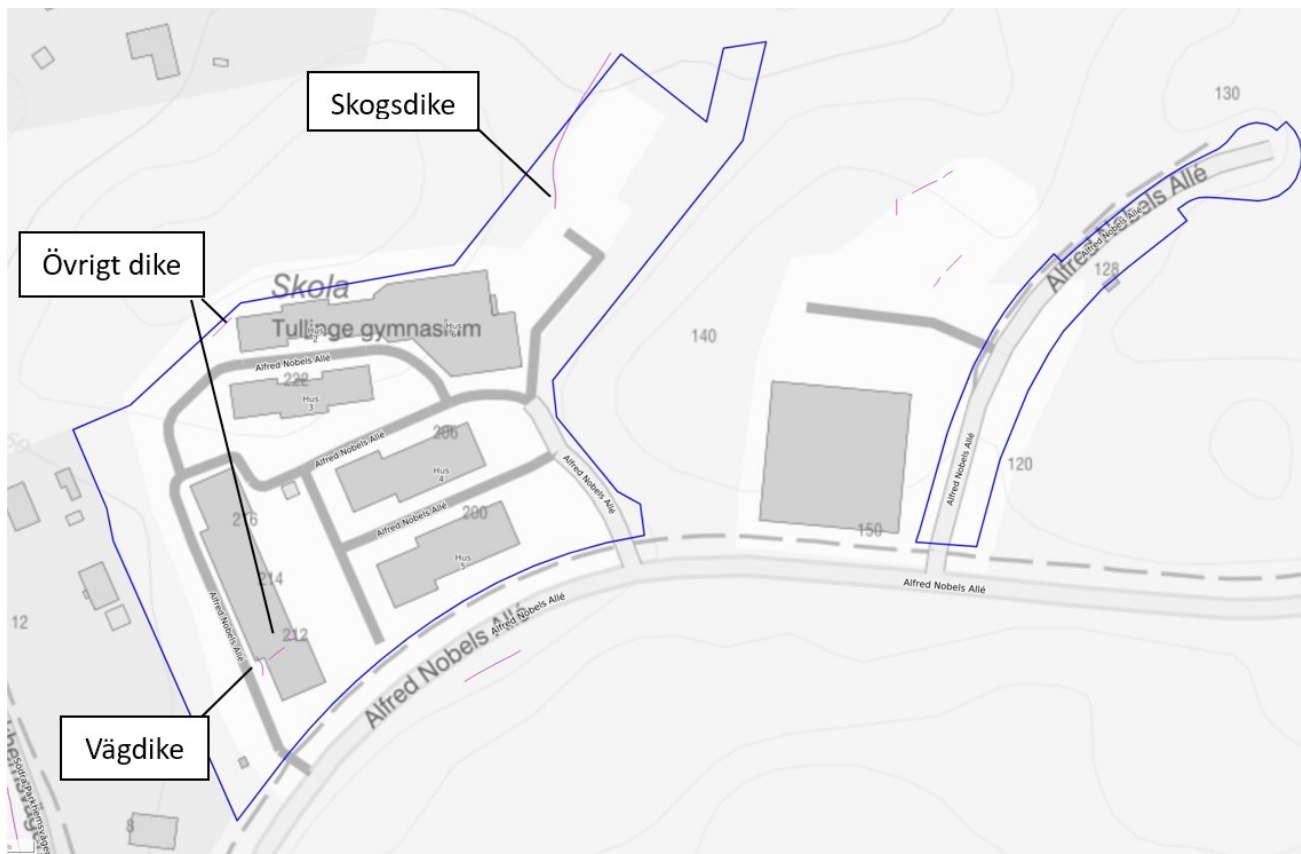 Skogsdike
130
Alfred Nobels Allé
Alfred Nobels Allé
128
Övrigt dike
Skola
Tullinge gymnasium
Hus
2
Hus
6
Alfred Nobels Allé
140
222
Hus
3
206
Alfred Nobels Allé
Hus
4
Alfred Nobels Allé
Alfred Nobels Allé
120
216
200
Alfred Nobels Allé
Hus
5
150
214
Alfred Nobels Allé
Alfred Nobels Allé
12
212
Alfred Nobels Allé
Alfred Nobels Allé
Vägdike
Södra Parkhemsvägen
8